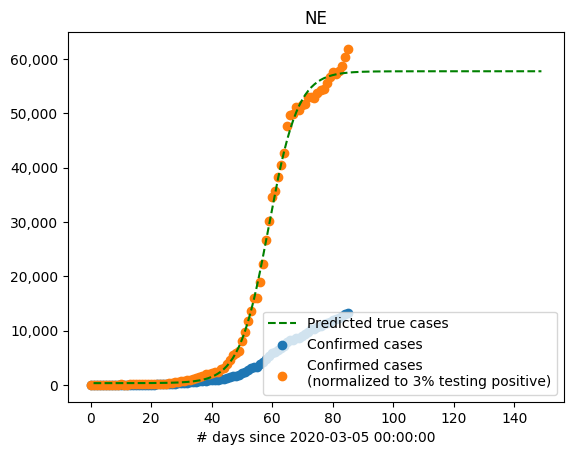 NE
60,000
50,000
40,000
30,000
20,000
10,000
0
Predicted true cases
Confirmed cases
Confirmed cases
(normalized to 3% testing positive)
0 20 40 60 80 100 120 140
# days since 2020-03-05 00:00:00